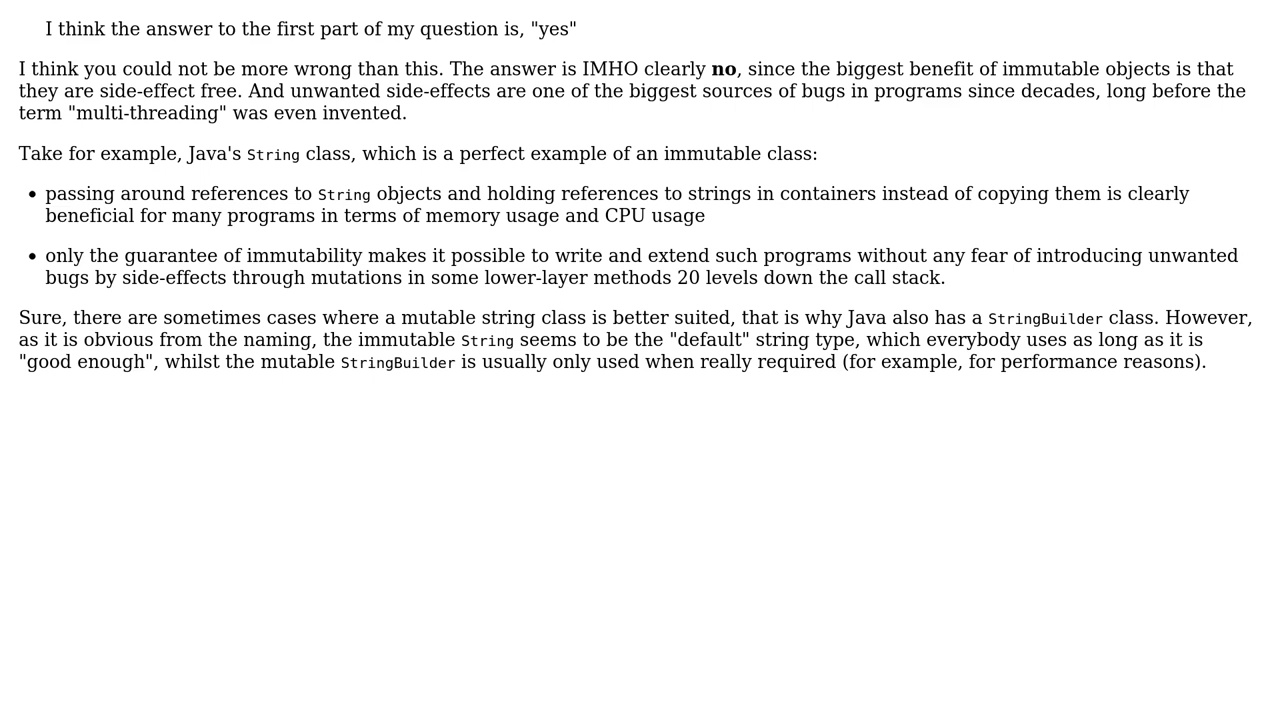 I think the answer to the first part of my question is, "yes"
I think you could not be more wrong than this. The answer is IMHO clearly no, since the biggest benefit of immutable objects is that
they are side-effect free. And unwanted side-effects are one of the biggest sources of bugs in programs since decades, long before the
term "multi-threading" was even invented.
Take for example, Java's String class, which is a perfect example of an immutable class:
• passing around references to String objects and holding references to strings in containers instead of copying them is clearly
beneficial for many programs in terms of memory usage and CPU usage
• only the guarantee of immutability makes it possible to write and extend such programs without any fear of introducing unwanted
bugs by side-effects through mutations in some lower-layer methods 20 levels down the call stack.
Sure, there are sometimes cases where a mutable string class is better suited, that is why Java also has a StringBuilder class. However,
as it is obvious from the naming, the immutable String seems to be the "default" string type, which everybody uses as long as it is
"good enough", whilst the mutable StringBuilder is usually only used when really required (for example, for performance reasons).